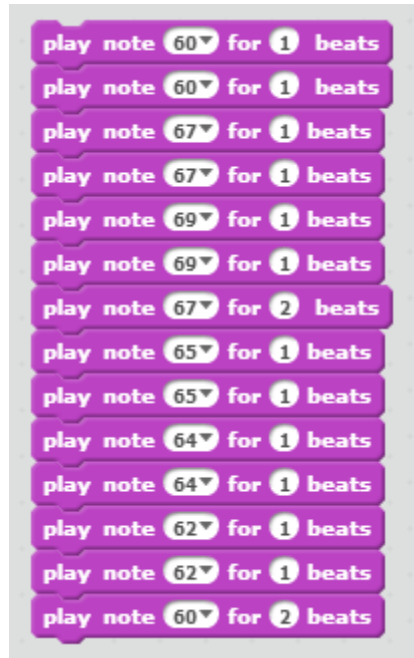 play note 60▼ for 1 beats
play note 60▼ for 1 beats
play note 67▼ for 1 beats
play note 67▼ for 1 beats
play note 69▼ for 1 beats
play note 69▼ for 1 beats
play note 67▼ for 2 beats
play note 65▼ for 1 beats
play note 65▼ for 1 beats
play note 64▼ for 1 beats
play note 64▼ for 1 beats
play note 62▼ for 1 beats
play note 62▼ for 1 beats
play note 60▼ for 2 beats